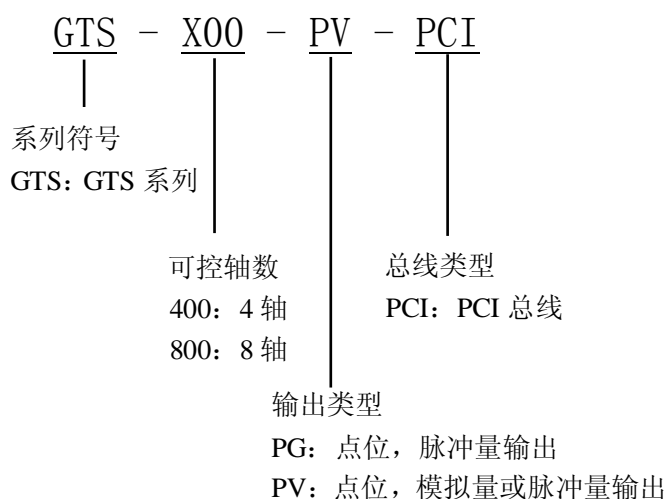 GTS - X00 - PV - PCI
系列符号
GTS：GTS 系列
可控轴数
400：4 轴
800：8 轴
总线类型
PCI：PCI 总线
输出类型
PG：点位，脉冲量输出
PV：点位，模拟量或脉冲量输出